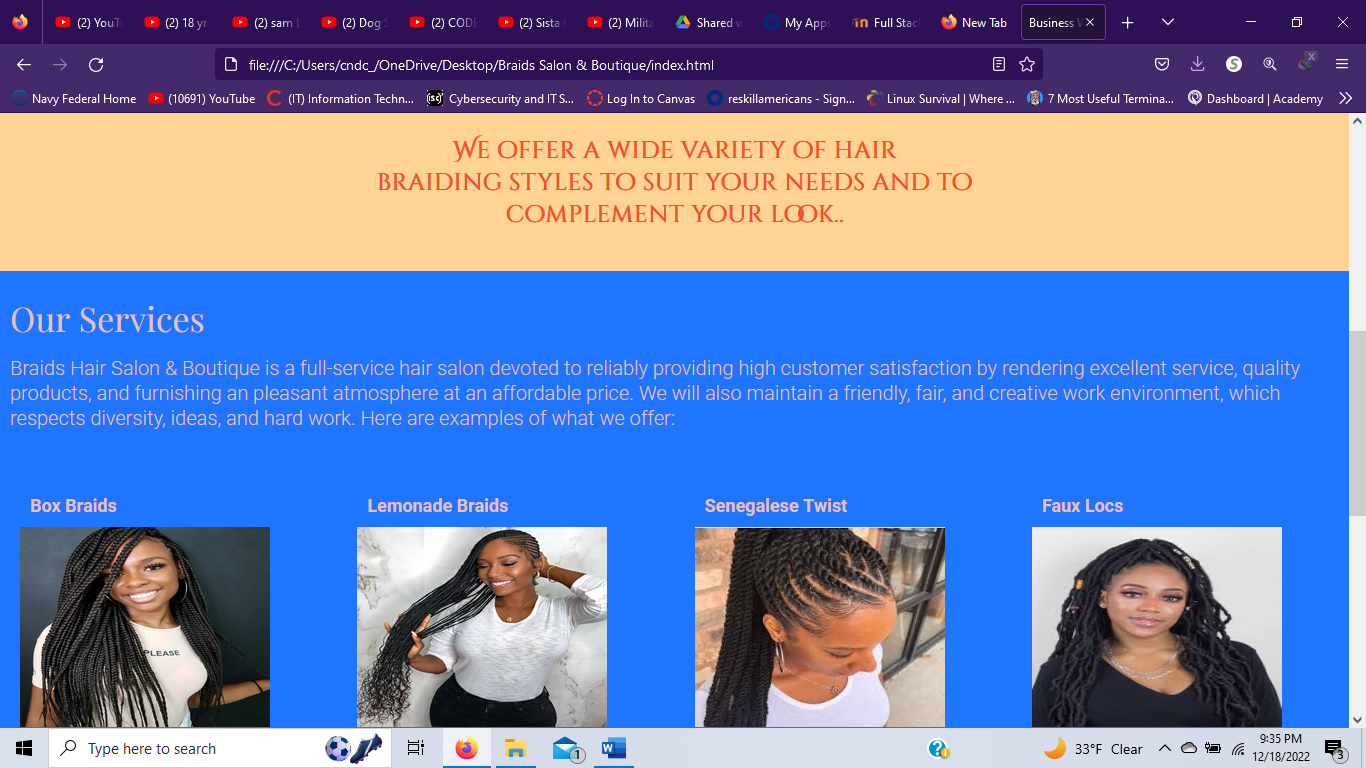 (2) YouT
(2) 18 yr
(2) sam
(2) Dog S
(2) CODE
(2) Sista
(2) Milita
Shared w
My Apps
Full Stac
New Tab
Business
file:///C:/Users/cndc_/OneDrive/Desktop/Braids Salon & Boutique/index.html
Navy Federal Home
(10691) YouTube
(IT) Information Techn...
Cybersecurity and IT S...
Log In to Canvas
reskillamericans - Sign...
Linux Survival | Where ...
7 Most Useful Termina...
Dashboard | Academy
We offer a wide variety of hair
braiding styles to suit your needs and to
complement your look..
Our Services
Braids Hair Salon & Boutique is a full-service hair salon devoted to reliably providing high customer satisfaction by rendering excellent service, quality
products, and furnishing an pleasant atmosphere at an affordable price. We will also maintain a friendly, fair, and creative work environment, which
respects diversity, ideas, and hard work. Here are examples of what we offer:
Box Braids
Lemonade Braids
Senegalese Twist
Faux Locs
PLEASE
Type here to search
1
33°F Clear
9:35 PM
12/18/2022
3